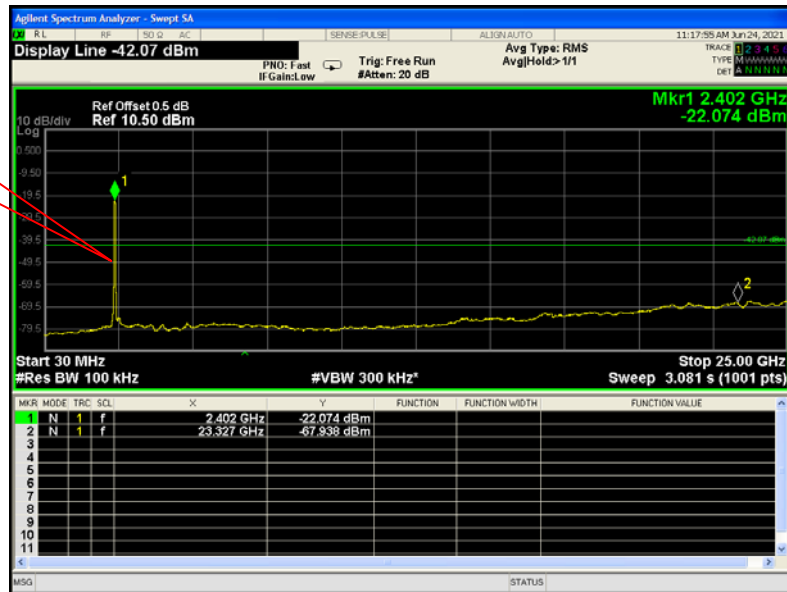 Agilent Spectrum Analyzer - Swept SA
LXI RL RF 50 Ω AC SENSE:PULSE ALIGNAUTO 11:17:55 AM Jun 24, 2021
Display Line -42.07 dBm
PNO: Fast
IFGain:Low
Trig: Free Run
#Atten: 20 dB
Avg Type: RMS
Avg|Hold:>1/1
TRACE 1 2 3 4 5 6
TYPE MWWWWW
DET A NNNNN
Ref Offset 0.5 dB
10 dB/div Ref 10.50 dBm
Log
Mkr1 2.402 GHz
-22.074 dBm
0.500
-9.50
1
-19.5
-29.5
-39.5
-42.07 dBm
-49.5
-59.5
2
-69.5
-79.5
Start 30 MHz Stop 25.00 GHz
#Res BW 100 kHz #VBW 300 kHz* Sweep 3.081 s (1001 pts)
MKR MODE TRC SCL X Y FUNCTION FUNCTION WIDTH FUNCTION VALUE
1 N 1 f 2.402 GHz -22.074 dBm
2 N 1 f 23.327 GHz -67.938 dBm
3
4
5
6
7
8
9
10
11
MSG STATUS